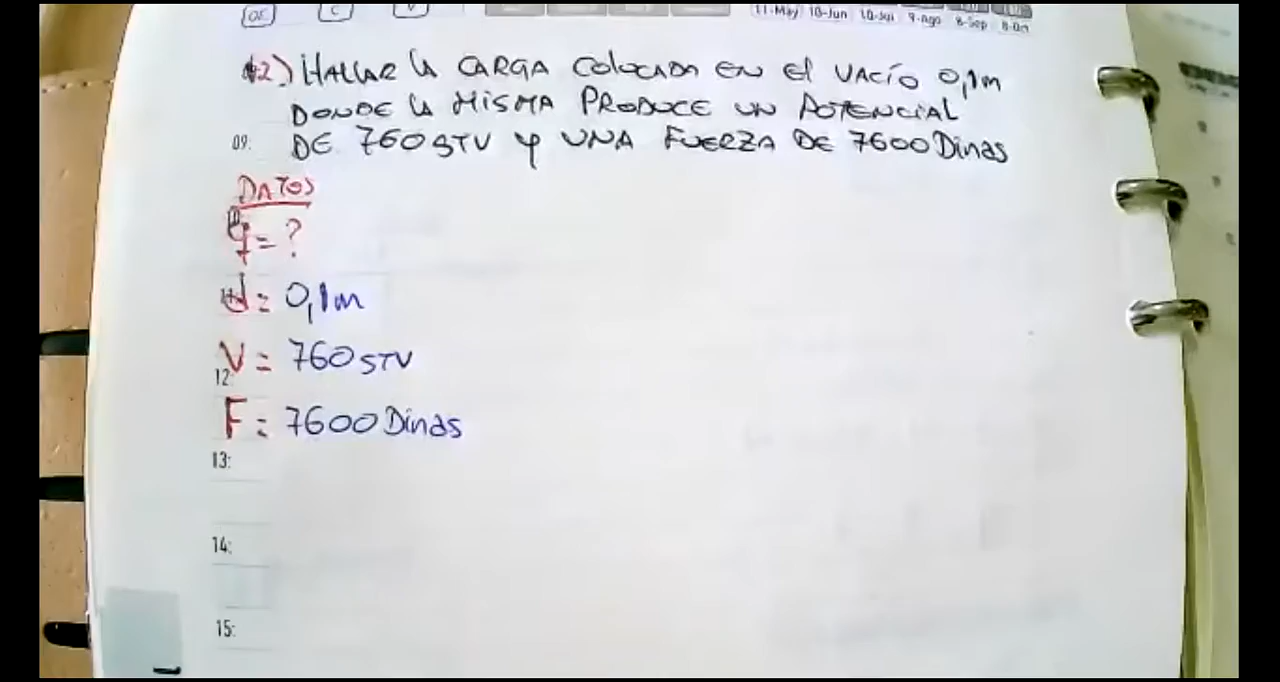 OC C V
11-May 10-Jun 10-Jul 9-Ago 8-Sep 8-Oct
12) HALLAR LA CARGA COLOCADA EN El VACÍO 0,1m
DONDE LA MISMA PRODUCE UN POTENCIAL
09: DE 760 STV Y UNA FUERZA DE 7600 Dinas
DATOS
q = ?
d = 0,1m
V = 760 STV
12:
F = 7600 Dinas
13:
14:
15: